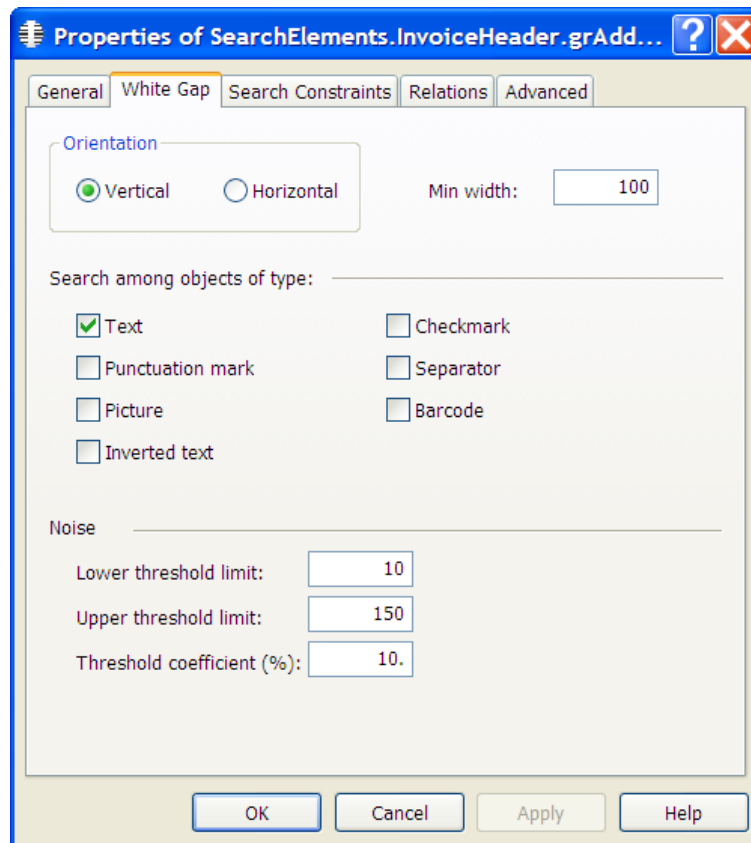 Properties of SearchElements.InvoiceHeader.grAdd... ?
General White Gap Search Constraints Relations Advanced
Orientation
Vertical Horizontal Min width: 100
Search among objects of type:
Text Checkmark
Punctuation mark Separator
Picture Barcode
Inverted text
Noise
Lower threshold limit: 10
Upper threshold limit: 150
Threshold coefficient (%): 10.
OK Cancel Apply Help